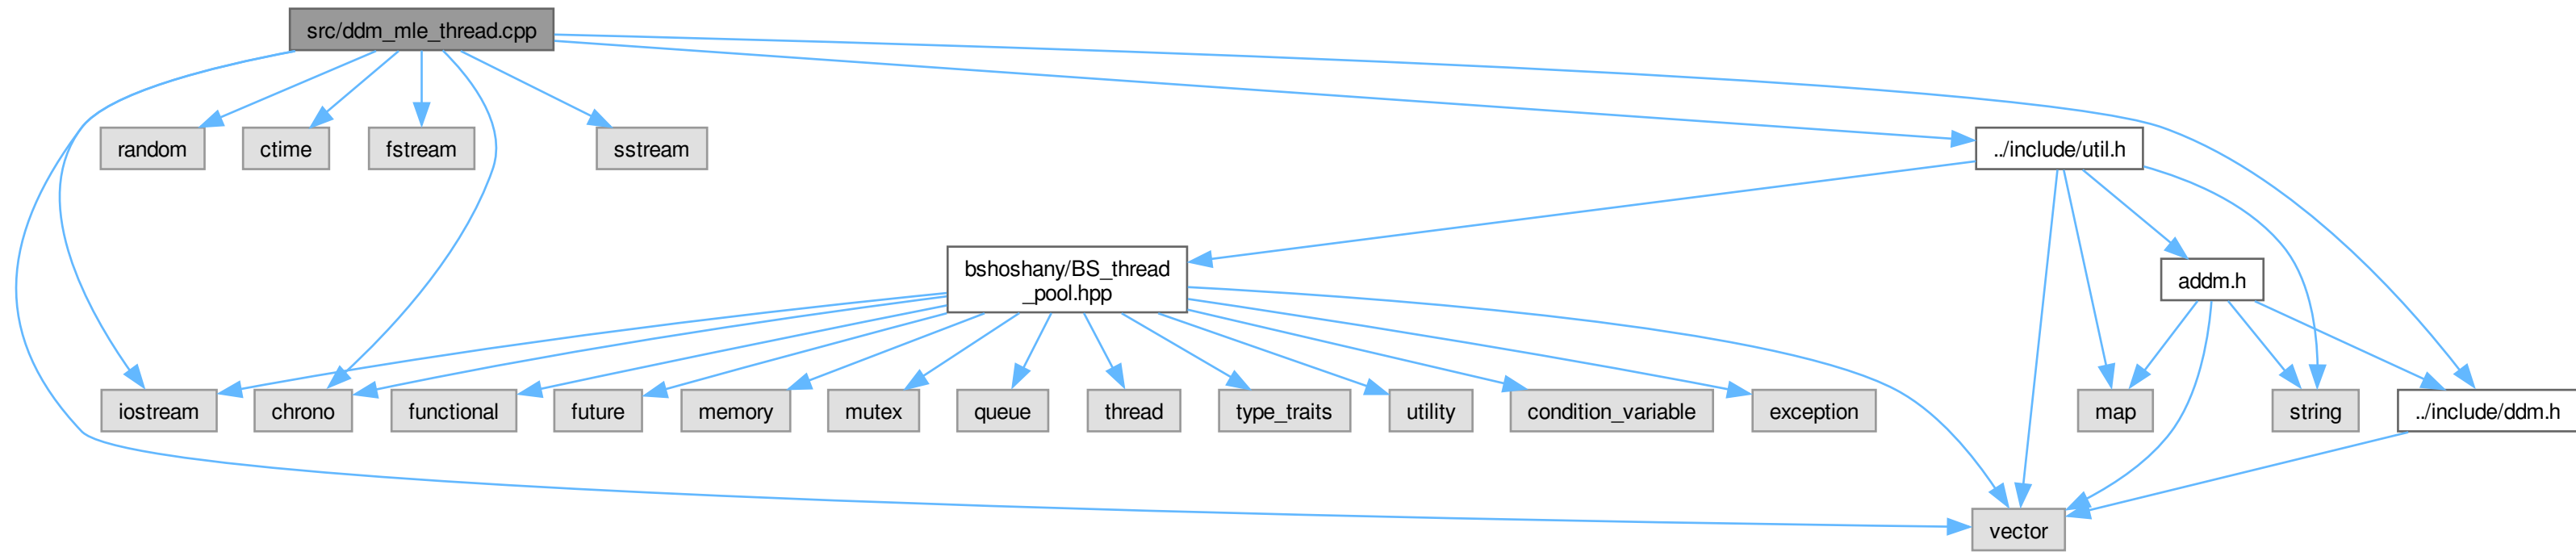 src/ddm_mle_thread.cpp
random
ctime
fstream
sstream
../include/util.h
bshoshany/BS_thread
_pool.hpp
addm.h
iostream
chrono
functional
future
memory
mutex
queue
thread
type_traits
utility
condition_variable
exception
map
string
../include/ddm.h
vector